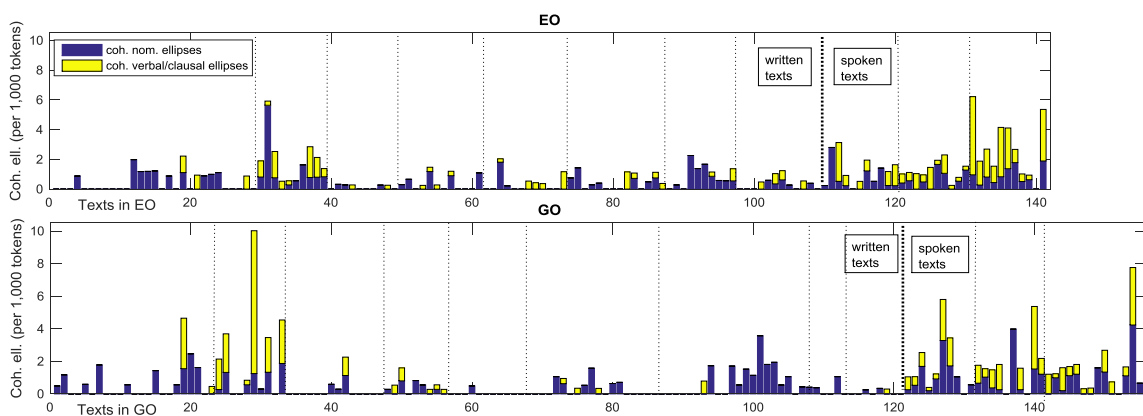 EO
Coh. ell. (per 1,000 tokens)
10
8
6
4
2
0
coh. nom. ellipses
coh. verbal/clausal ellipses
written
texts
spoken
texts
0 20 40 60 80 100 120 140
Texts in EO
GO
Coh. ell. (per 1,000 tokens)
10
8
6
4
2
0
written
texts
spoken
texts
0 20 40 60 80 100 120 140
Texts in GO